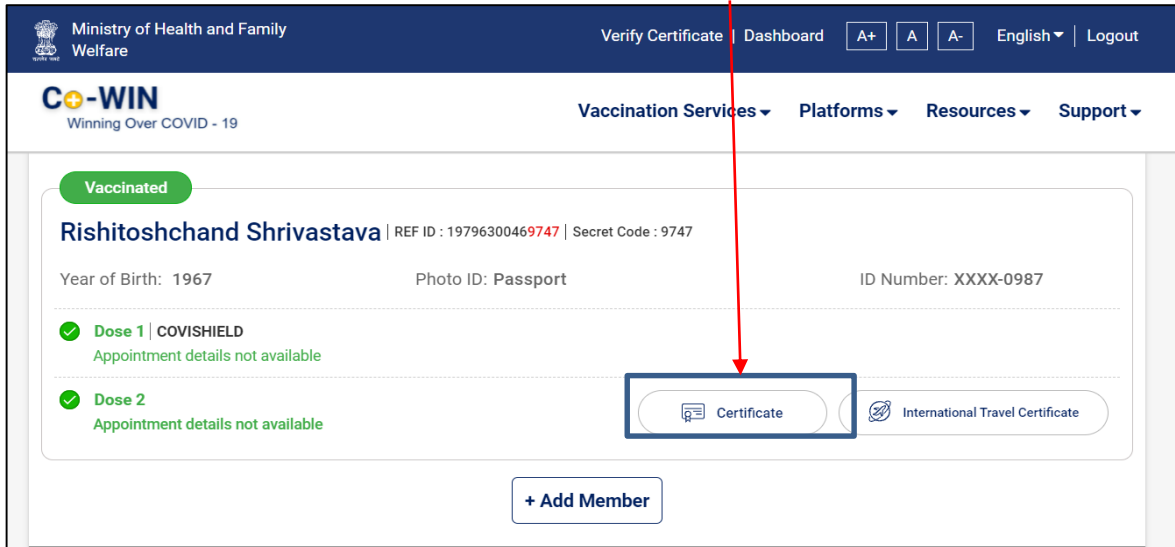 Ministry of Health and Family
Welfare
Verify Certificate | Dashboard A+ A A- English | Logout
Co-WIN
Winning Over COVID - 19
Vaccination Services Platforms Resources Support
Vaccinated
Rishitoshchand Shrivastava | REF ID : 19796300469747 | Secret Code : 9747
Year of Birth: 1967 Photo ID: Passport ID Number: XXXX-0987
Dose 1 | COVISHIELD
Appointment details not available
Dose 2
Appointment details not available
Certificate
International Travel Certificate
+ Add Member